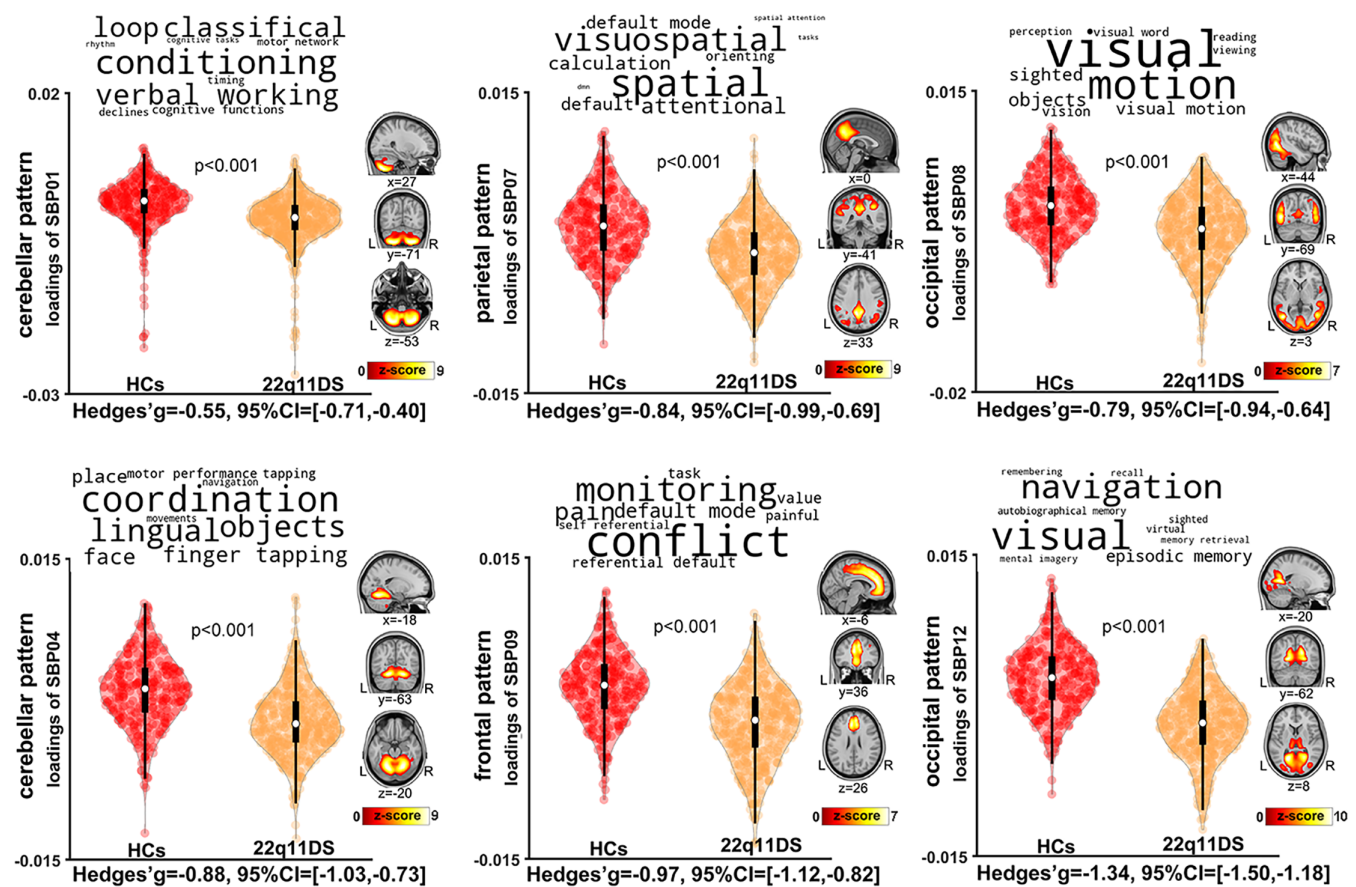 loop classifical
rhythm cognitive tasks motor network
conditioning
timing
verbal working
declines cognitive functions
0.02
-0.03
cerebellar pattern
loadings of SBP01
p<0.001
HCs
22q11DS
x=27
L R
y=-71
L R
z=-53
0 z-score 9
Hedges’g=-0.55, 95%CI=[-0.71,-0.40]
default mode spatial attention
visuospatial tasks
calculation orienting
dmn spatial
default attentional
0.015
-0.015
parietal pattern
loadings of SBP07
p<0.001
HCs
22q11DS
x=0
L R
y=-41
L R
z=33
0 z-score 9
Hedges’g=-0.84, 95%CI=[-0.99,-0.69]
perception visual word reading
visual viewing
sighted motion
objects visual motion
vision
0.015
-0.02
occipital pattern
loadings of SBP08
p<0.001
HCs
22q11DS
x=-44
L R
y=-69
L R
z=3
0 z-score 7
Hedges’g=-0.79, 95%CI=[-0.94,-0.64]
place motor performance tapping
navigation
coordination
movements
lingual objects
face finger tapping
0.015
-0.015
cerebellar pattern
loadings of SBP04
p<0.001
HCs
22q11DS
x=-18
L R
y=-63
L R
z=-20
0 z-score 9
Hedges’g=-0.88, 95%CI=[-1.03,-0.73]
task
monitoring value
pain default mode painful
self referential
conflict
referential default
0.015
-0.015
frontal pattern
loadings of SBP09
p<0.001
HCs
22q11DS
x=-6
L R
y=36
L R
z=26
0 z-score 7
Hedges’g=-0.97, 95%CI=[-1.12,-0.82]
remembering recall
navigation
autobiographical memory
sighted
visual virtual
memory retrieval
mental imagery episodic memory
0.015
-0.015
occipital pattern
loadings of SBP12
p<0.001
HCs
22q11DS
x=-20
L R
y=-62
L R
z=8
0 z-score 10
Hedges’g=-1.34, 95%CI=[-1.50,-1.18]